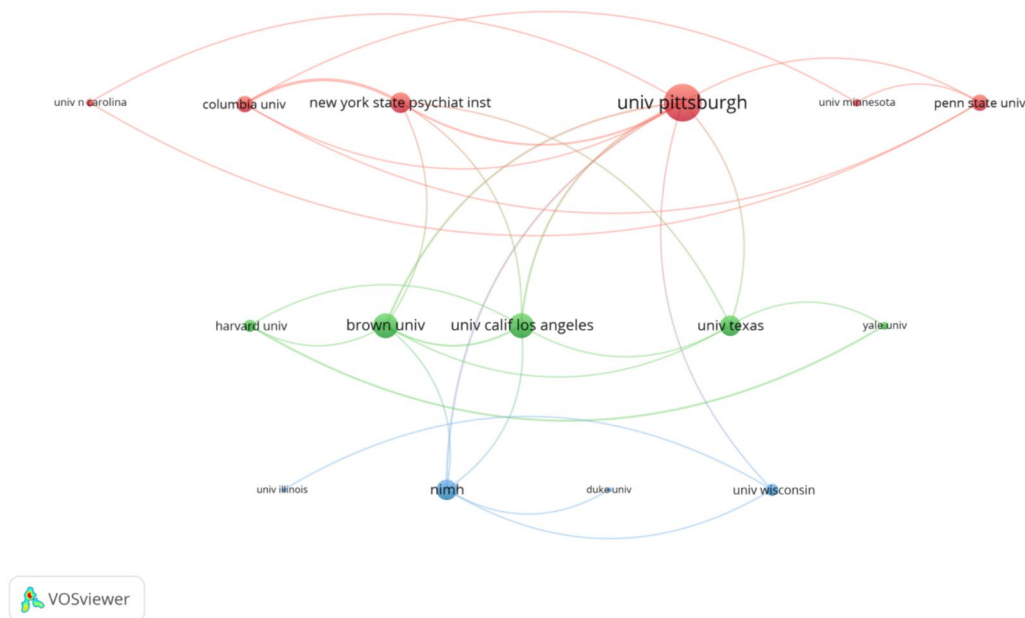 univ n carolina
columbia univ
new york state psychiat inst
univ pittsburgh
univ minnesota
penn state univ
harvard univ
brown univ
univ calif los angeles
univ texas
yale univ
univ illinois
nimh
duke univ
univ wisconsin
VOSviewer